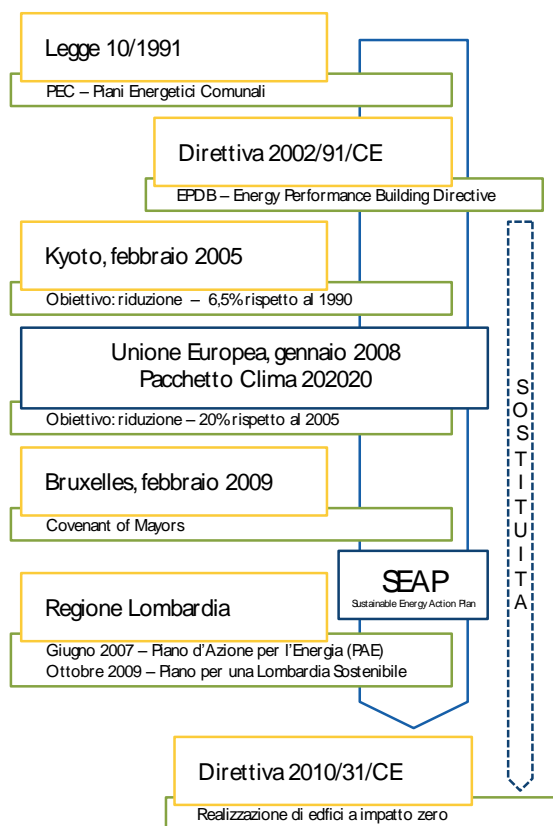 Legge 10/1991
PEC – Piani Energetici Comunali
Direttiva 2002/91/CE
EPDB – Energy Performance Building Directive
Kyoto, febbraio 2005
Obiettivo: riduzione – 6,5% rispetto al 1990
Unione Europea, gennaio 2008
Pacchetto Clima 202020
Obiettivo: riduzione – 20% rispetto al 2005
Bruxelles, febbraio 2009
Covenant of Mayors
SEAP
Sustainable Energy Action Plan
Regione Lombardia
Giugno 2007 – Piano d'Azione per l'Energia (PAE)
Ottobre 2009 – Piano per una Lombardia Sostenibile
Direttiva 2010/31/CE
Realizzazione di edfici a impatto zero
SOSTITUITA